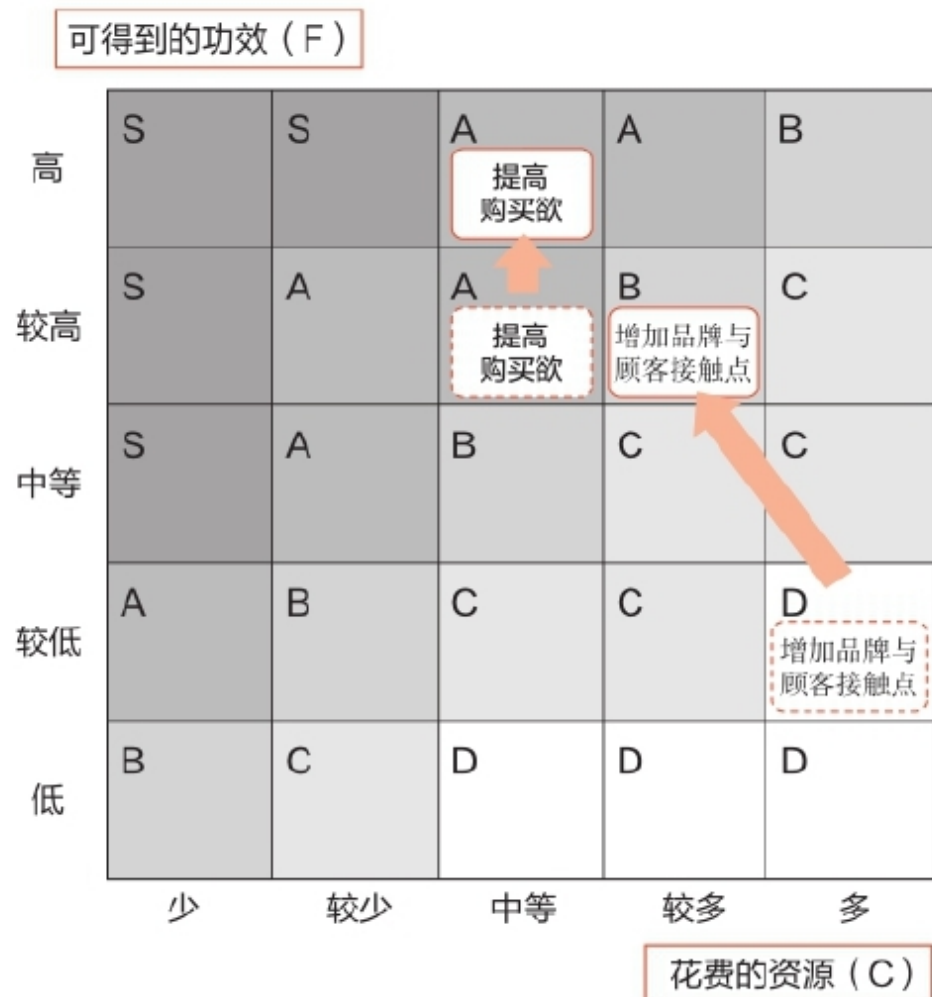 可得到的功效（F）
S S A A B
高
提高
购买欲
S A A B C
较高
提高
购买欲
增加品牌与
顾客接触点
S A B C C
中等
A B C C D
较低
增加品牌与
顾客接触点
B C D D D
低
少 较少 中等 较多 多
花费的资源（C）